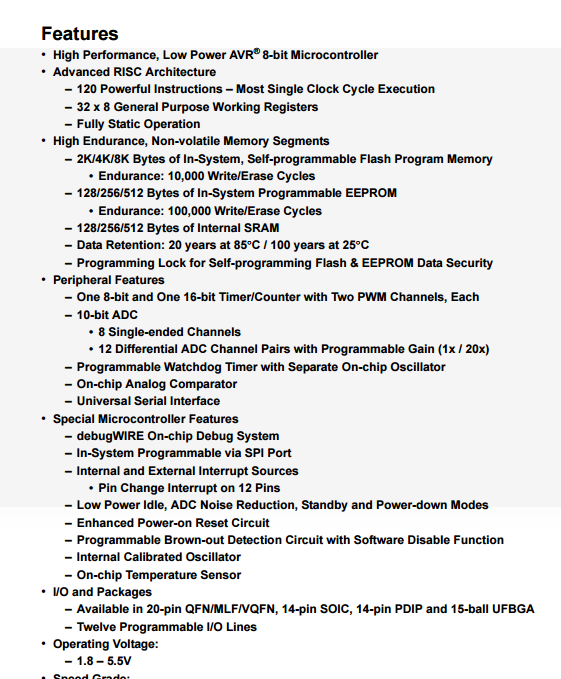 Features
• High Performance, Low Power AVR® 8-bit Microcontroller
• Advanced RISC Architecture
– 120 Powerful Instructions – Most Single Clock Cycle Execution
– 32 x 8 General Purpose Working Registers
– Fully Static Operation
• High Endurance, Non-volatile Memory Segments
– 2K/4K/8K Bytes of In-System, Self-programmable Flash Program Memory
• Endurance: 10,000 Write/Erase Cycles
– 128/256/512 Bytes of In-System Programmable EEPROM
• Endurance: 100,000 Write/Erase Cycles
– 128/256/512 Bytes of Internal SRAM
– Data Retention: 20 years at 85°C / 100 years at 25°C
– Programming Lock for Self-programming Flash & EEPROM Data Security
• Peripheral Features
– One 8-bit and One 16-bit Timer/Counter with Two PWM Channels, Each
– 10-bit ADC
• 8 Single-ended Channels
• 12 Differential ADC Channel Pairs with Programmable Gain (1x / 20x)
– Programmable Watchdog Timer with Separate On-chip Oscillator
– On-chip Analog Comparator
– Universal Serial Interface
• Special Microcontroller Features
– debugWIRE On-chip Debug System
– In-System Programmable via SPI Port
– Internal and External Interrupt Sources
• Pin Change Interrupt on 12 Pins
– Low Power Idle, ADC Noise Reduction, Standby and Power-down Modes
– Enhanced Power-on Reset Circuit
– Programmable Brown-out Detection Circuit with Software Disable Function
– Internal Calibrated Oscillator
– On-chip Temperature Sensor
• I/O and Packages
– Available in 20-pin QFN/MLF/VQFN, 14-pin SOIC, 14-pin PDIP and 15-ball UFBGA
– Twelve Programmable I/O Lines
• Operating Voltage:
– 1.8 – 5.5V
• Speed Grade: